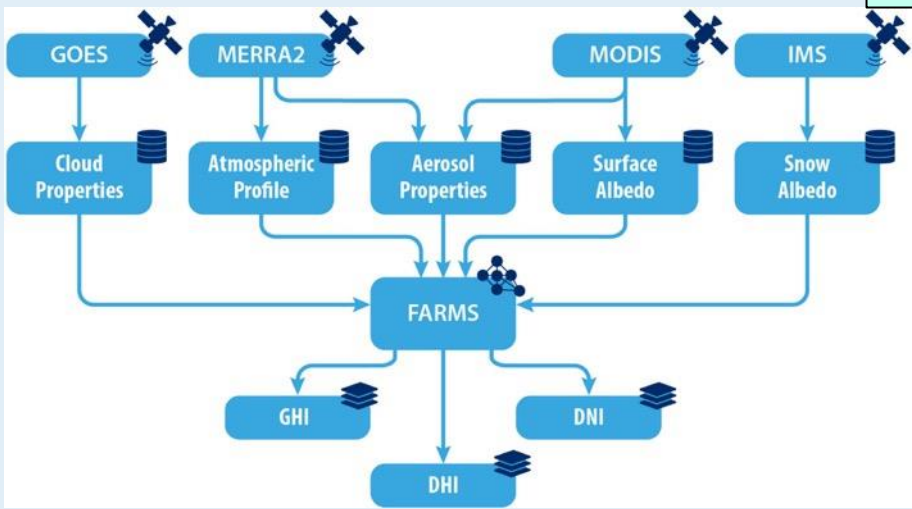 GOES
MERRA2
MODIS
IMS
Cloud
Properties
Atmospheric
Profile
Aerosol
Properties
Surface
Albedo
Snow
Albedo
FARMS
GHI
DNI
DHI